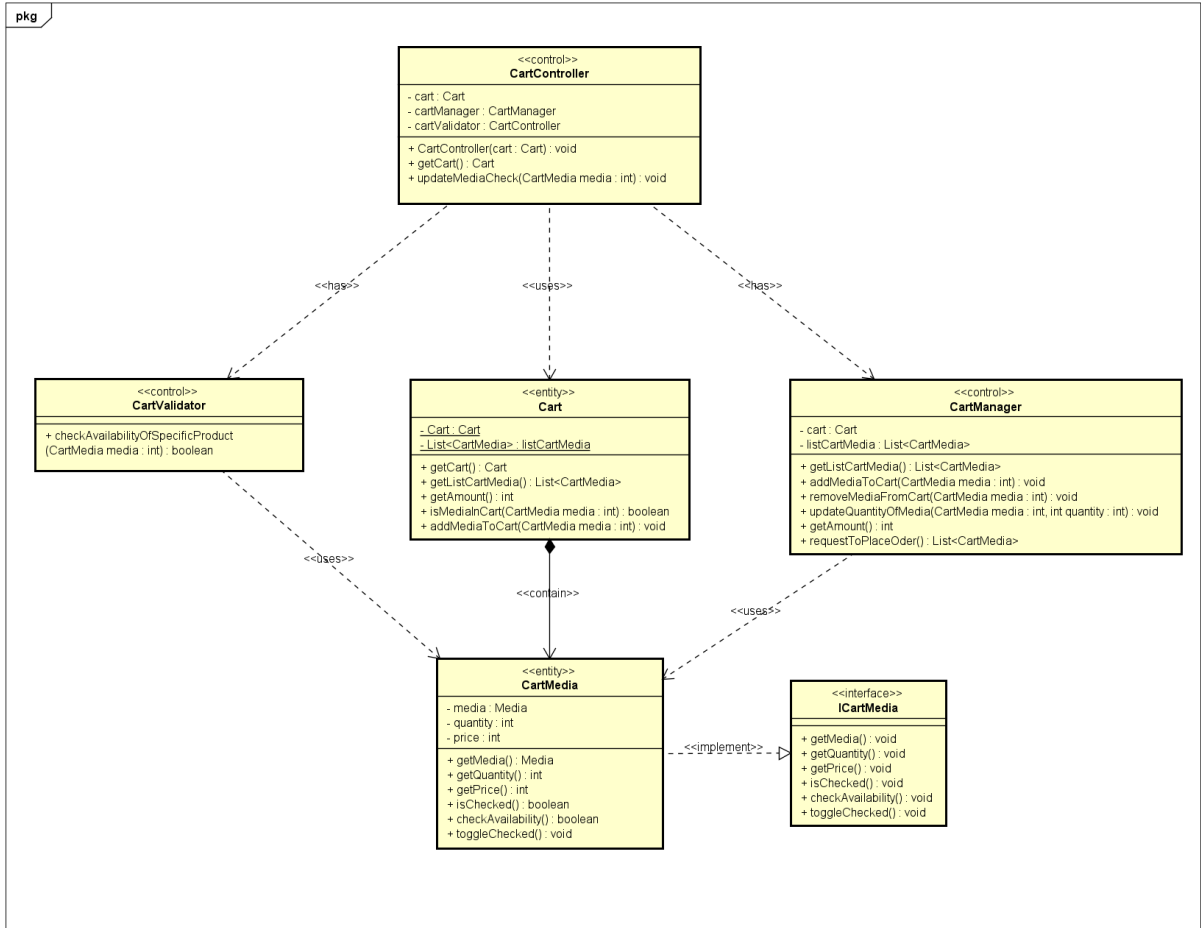 pkg
<<control>>
CartController
- cart : Cart
- cartManager : CartManager
- cartValidator : CartController
+ CartController(cart : Cart) : void
+ getCart() : Cart
+ updateMediaCheck(CartMedia media : int) : void
<<has>>
<<uses>>
<<has>>
<<control>>
CartValidator
+ checkAvailabilityOfSpecificProduct
(CartMedia media : int) : boolean
<<entity>>
Cart
- Cart : Cart
- List<CartMedia> : listCartMedia
+ getCart() : Cart
+ getListCartMedia() : List<CartMedia>
+ getAmount() : int
+ isMediaInCart(CartMedia media : int) : boolean
+ addMediaToCart(CartMedia media : int) : void
<<control>>
CartManager
- cart : Cart
- listCartMedia : List<CartMedia>
+ getListCartMedia() : List<CartMedia>
+ addMediaToCart(CartMedia media : int) : void
+ removeMediaFromCart(CartMedia media : int) : void
+ updateQuantityOfMedia(CartMedia media : int, int quantity : int) : void
+ getAmount() : int
+ requestToPlaceOder() : List<CartMedia>
<<uses>>
<<contain>>
<<uses>>
<<entity>>
CartMedia
- media : Media
- quantity : int
- price : int
+ getMedia() : Media
+ getQuantity() : int
+ getPrice() : int
+ isChecked() : boolean
+ checkAvailability() : boolean
+ toggleChecked() : void
<<implement>>
<<interface>>
ICartMedia
+ getMedia() : void
+ getQuantity() : void
+ getPrice() : void
+ isChecked() : void
+ checkAvailability() : void
+ toggleChecked() : void